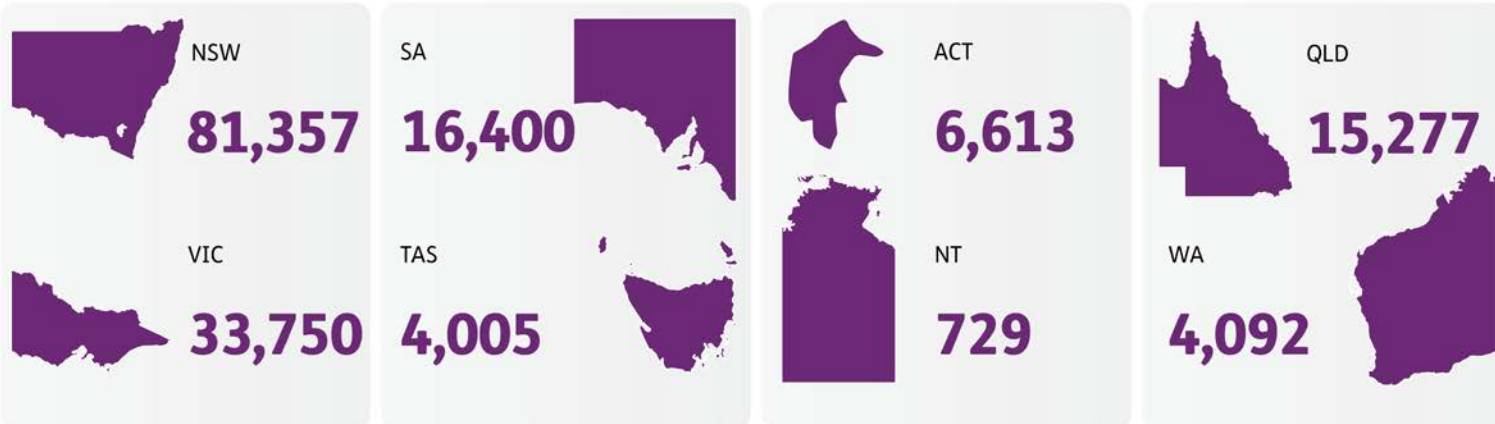 NSW
81,357
VIC
33,750
SA
16,400
TAS
4,005
ACT
6,613
NT
729
QLD
15,277
WA
4,092